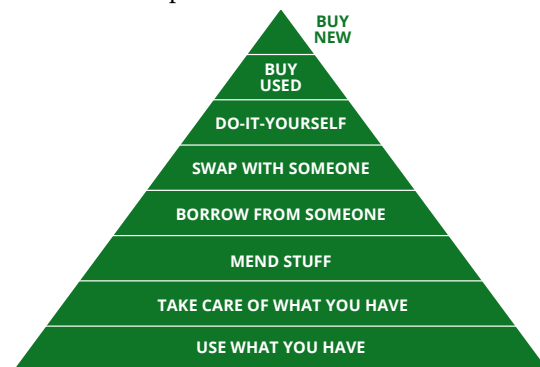 BUY
NEW
BUY
USED
DO-IT-YOURSELF
SWAP WITH SOMEONE
BORROW FROM SOMEONE
MEND STUFF
TAKE CARE OF WHAT YOU HAVE
USE WHAT YOU HAVE